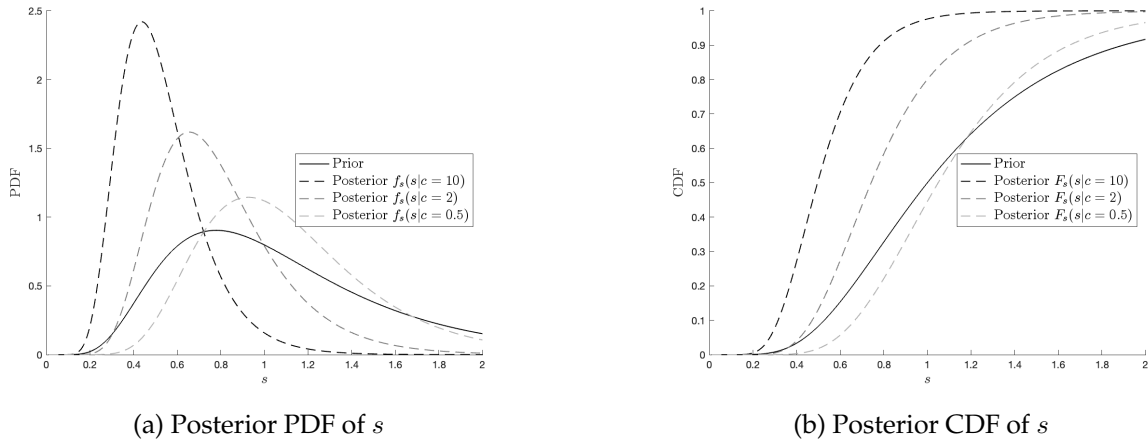 2.5
2
1.5
1
0.5
0
PDF
0 0.2 0.4 0.6 0.8 1 1.2 1.4 1.6 1.8 2
s
Prior
Posterior f_s(s|c = 10)
Posterior f_s(s|c = 2)
Posterior f_s(s|c = 0.5)
(a) Posterior PDF of s
1
0.9
0.8
0.7
0.6
0.5
0.4
0.3
0.2
0.1
0
CDF
0 0.2 0.4 0.6 0.8 1 1.2 1.4 1.6 1.8 2
s
Prior
Posterior F_s(s|c = 10)
Posterior F_s(s|c = 2)
Posterior F_s(s|c = 0.5)
(b) Posterior CDF of s